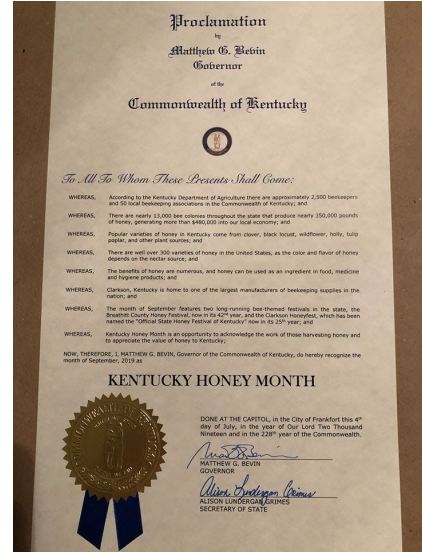 Proclamation
by
Matthew G. Bevin
Governor
of the
Commonwealth of Kentucky
To All To Whom These Presents Shall Come:
WHEREAS, According to the Kentucky Department of Agriculture there are approximately 2,500 beekeepers
and 50 local beekeeping associations in the Commonwealth of Kentucky; and
WHEREAS, There are nearly 13,000 bee colonies throughout the state that produce nearly 350,000 pounds
of honey, generating more than $480,000 into our local economy; and
WHEREAS, Popular varieties of honey in Kentucky come from clover, black locust, wildflower, holly, tulip
poplar, and other plant sources; and
WHEREAS, There are well over 300 varieties of honey in the United States, as the color and flavor of honey
depends on the nectar source; and
WHEREAS, The benefits of honey are numerous, and honey can be used as an ingredient in food, medicine
and hygiene products; and
WHEREAS, Clarkson, Kentucky is home to one of the largest manufacturers of beekeeping supplies in the
nation; and
WHEREAS, The month of September features two long-running bee-themed festivals in the state, the
Breathitt County Honey Festival, now in its 42nd year, and the Clarkson Honeyfest, which has been
named the "Official State Honey Festival of Kentucky" now in its 25th year; and
WHEREAS, Kentucky Honey Month is an opportunity to acknowledge the work of those harvesting honey and
to appreciate the value of honey to Kentucky;
NOW, THEREFORE, I, MATTHEW G. BEVIN, Governor of the Commonwealth of Kentucky, do hereby recognize the
month of September, 2019 as
KENTUCKY HONEY MONTH
DONE AT THE CAPITOL, in the City of Frankfort this 4th
day of July, in the year of Our Lord Two Thousand
Nineteen and in the 228th year of the Commonwealth.
MATTHEW G. BEVIN
GOVERNOR
Alison Lundergan Grimes
ALISON LUNDERGAN GRIMES
SECRETARY OF STATE